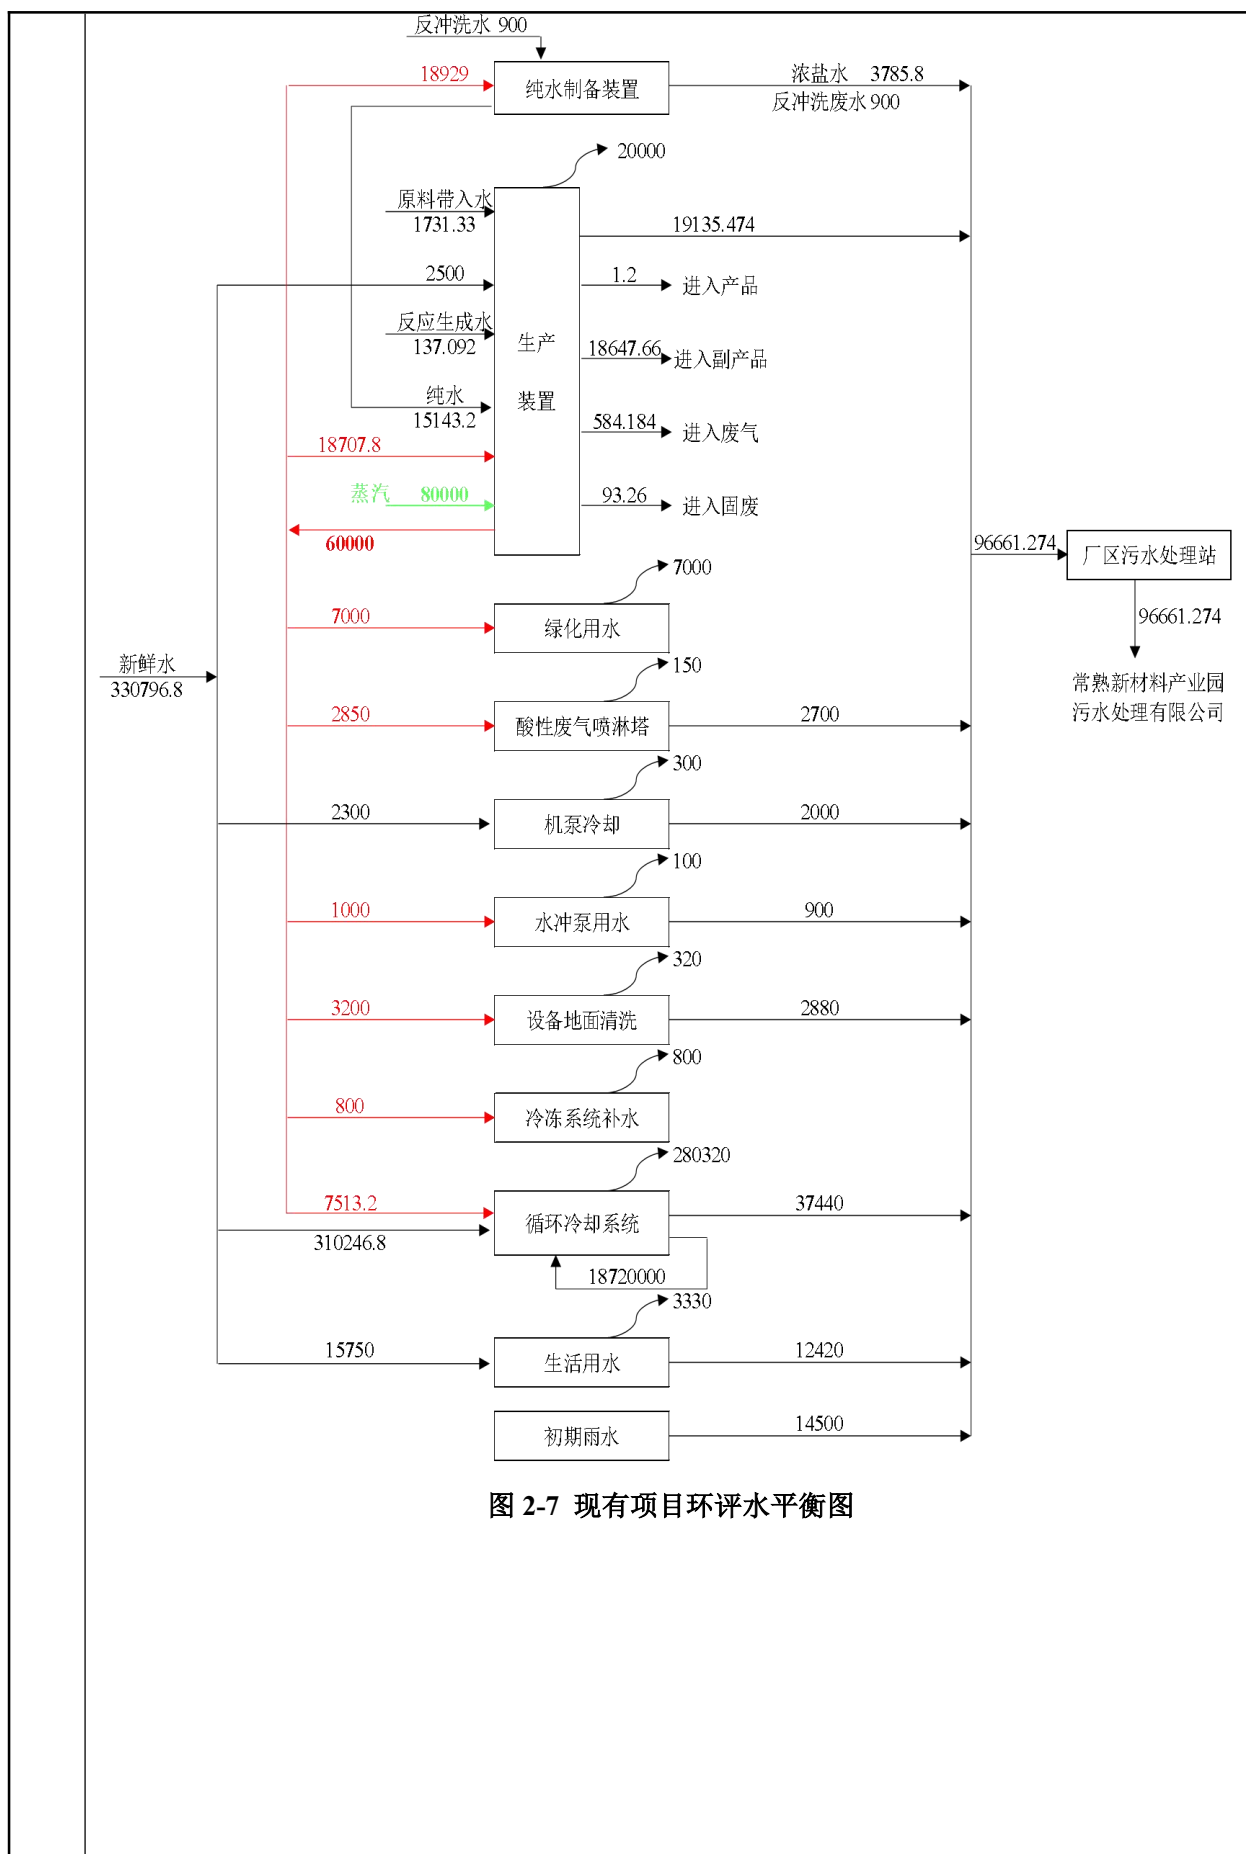 反冲洗水 900
18929
纯水制备装置
浓盐水 3785.8
反冲洗废水 900
20000
原料带入水
1731.33
19135.474
2500
1.2
进入产品
反应生成水
137.092
生产
装置
18647.66
进入副产品
纯水
15143.2
584.184
进入废气
18707.8
蒸汽
80000
93.26
进入固废
60000
96661.274
厂区污水处理站
7000
7000
绿化用水
96661.274
新鲜水
330796.8
150
常熟新材料产业园
污水处理有限公司
2850
酸性废气喷淋塔
2700
300
2300
机泵冷却
2000
100
1000
水冲泵用水
900
320
3200
设备地面清洗
2880
800
800
冷冻系统补水
280320
7513.2
循环冷却系统
37440
310246.8
18720000
3330
15750
生活用水
12420
初期雨水
14500
图 2-7 现有项目环评水平衡图